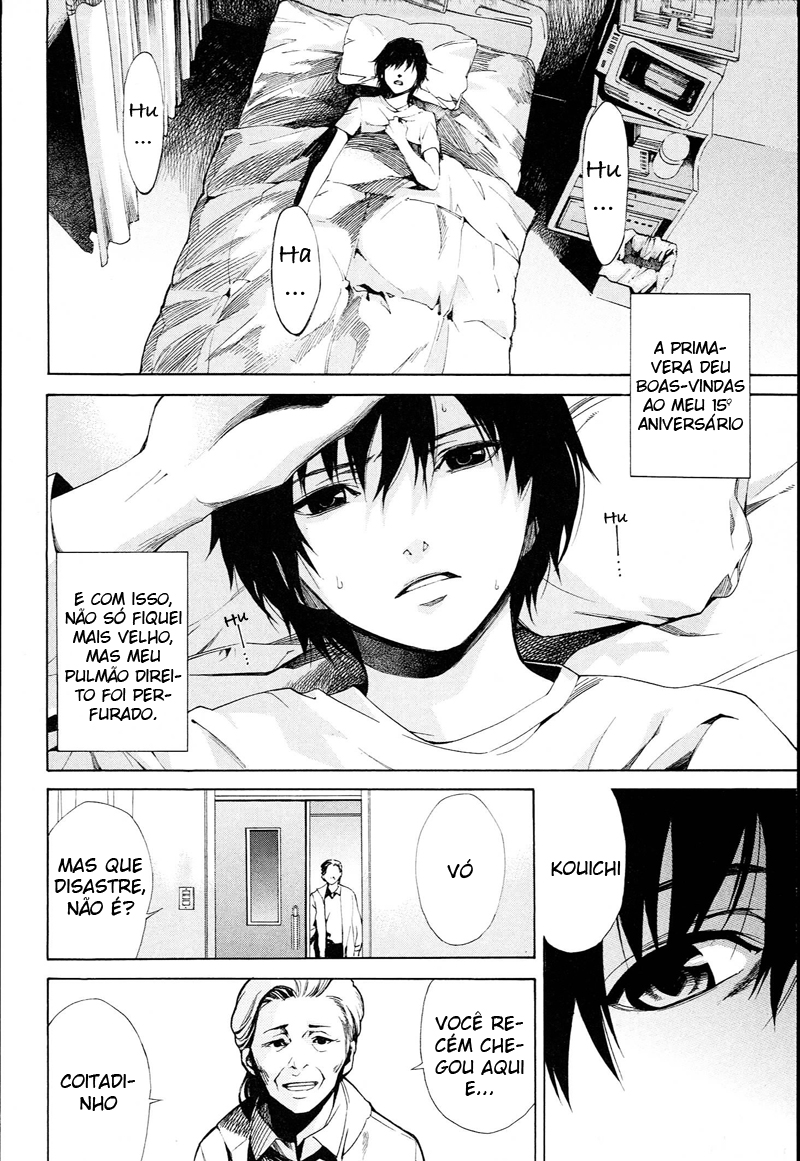 Hu
...
Hu
...
Ha
...
A PRIMA-
VERA DEU
BOAS-VINDAS
AO MEU 15º
ANIVERSÁRIO
Hu
......
E COM ISSO,
NÃO SÓ FIQUEI
MAIS VELHO,
MAS MEU
PULMÃO DIREI-
TO FOI PER-
FURADO.
Hu
......
KOUICHI
VÓ
MAS QUE
DISASTRE,
NÃO É?
VOCÊ RE-
CÉM CHE-
GOU AQUI
E...
COITADI-
NHO